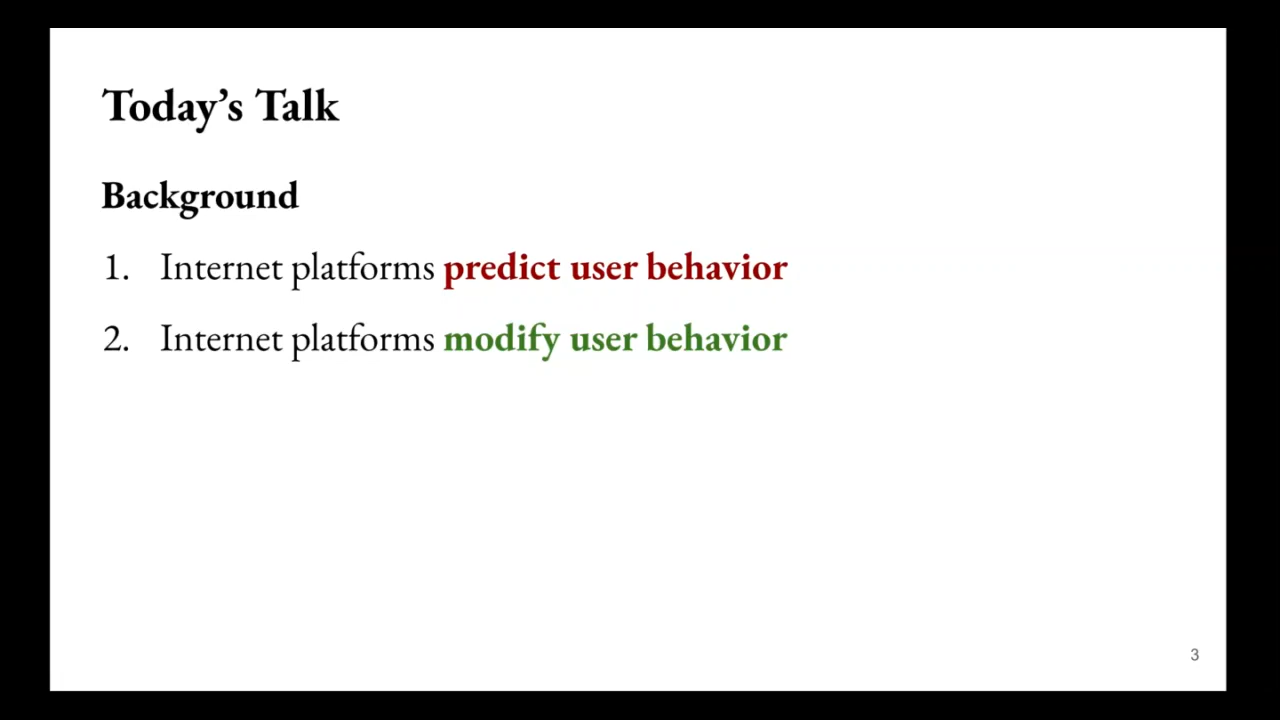 Today’s Talk
Background
1. Internet platforms predict user behavior
2. Internet platforms modify user behavior
3